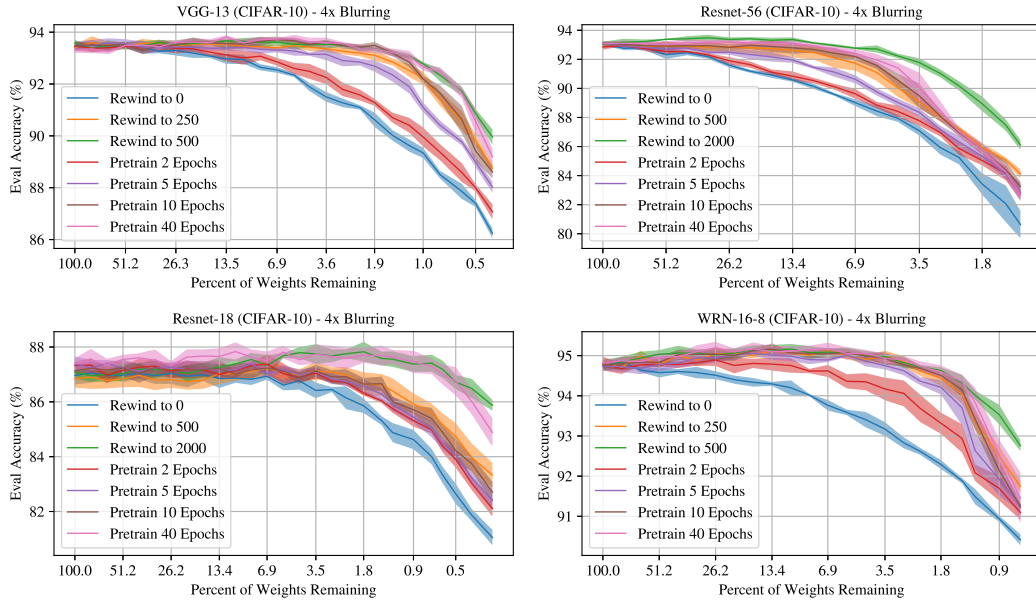 VGG-13 (CIFAR-10) - 4x Blurring
94
92
90
88
86
Eval Accuracy (%)
Rewind to 0
Rewind to 250
Rewind to 500
Pretrain 2 Epochs
Pretrain 5 Epochs
Pretrain 10 Epochs
Pretrain 40 Epochs
100.0 51.2 26.3 13.5 6.9 3.6 1.9 1.0 0.5
Percent of Weights Remaining
Resnet-56 (CIFAR-10) - 4x Blurring
94
92
90
88
86
84
82
80
Eval Accuracy (%)
Rewind to 0
Rewind to 500
Rewind to 2000
Pretrain 2 Epochs
Pretrain 5 Epochs
Pretrain 10 Epochs
Pretrain 40 Epochs
100.0 51.2 26.2 13.4 6.9 3.5 1.8
Percent of Weights Remaining
Resnet-18 (CIFAR-10) - 4x Blurring
88
86
84
82
Eval Accuracy (%)
Rewind to 0
Rewind to 500
Rewind to 2000
Pretrain 2 Epochs
Pretrain 5 Epochs
Pretrain 10 Epochs
Pretrain 40 Epochs
100.0 51.2 26.2 13.4 6.9 3.5 1.8 0.9 0.5
Percent of Weights Remaining
WRN-16-8 (CIFAR-10) - 4x Blurring
95
94
93
92
91
Eval Accuracy (%)
Rewind to 0
Rewind to 250
Rewind to 500
Pretrain 2 Epochs
Pretrain 5 Epochs
Pretrain 10 Epochs
Pretrain 40 Epochs
100.0 51.2 26.2 13.4 6.9 3.5 1.8 0.9
Percent of Weights Remaining